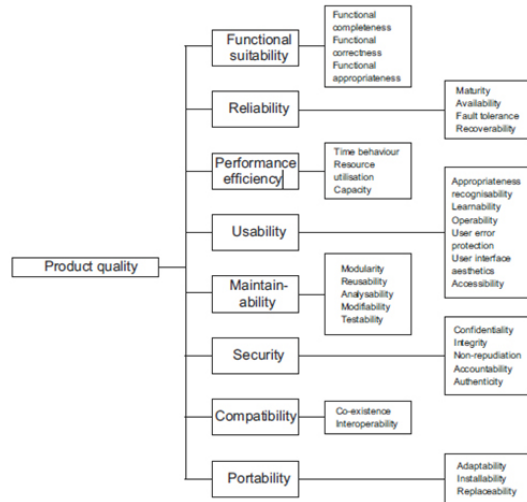 Functional
completeness
Functional
correctness
Functional
appropriateness
Functional
suitability
Reliability
Maturity
Availability
Fault tolerance
Recoverability
Performance
efficiency
Time behaviour
Resource
utilisation
Capacity
Usability
Appropriateness
recognisability
Learnability
Operability
User error
protection
User interface
aesthetics
Accessibility
Product quality
Maintain-
ability
Modularity
Reusability
Analysability
Modifiability
Testability
Security
Confidentiality
Integrity
Non-repudiation
Accountability
Authenticity
Compatibility
Co-existence
Interoperability
Portability
Adaptability
Installability
Replaceability